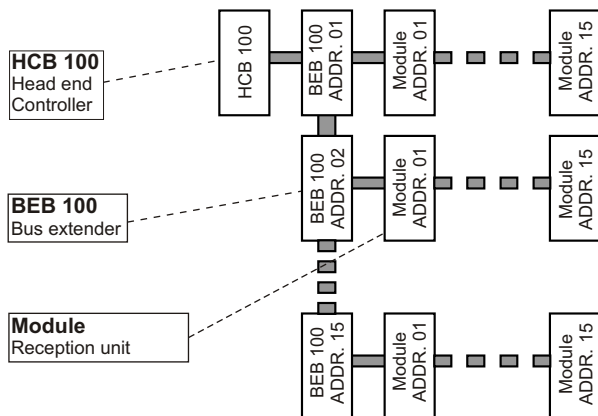 HCB 100
Head end
Controller
HCB 100
BEB 100
ADDR. 01
Module
ADDR. 01
Module
ADDR. 15
BEB 100
Bus extender
BEB 100
ADDR. 02
Module
ADDR. 01
Module
ADDR. 15
Module
Reception unit
BEB 100
ADDR. 15
Module
ADDR. 01
Module
ADDR. 15